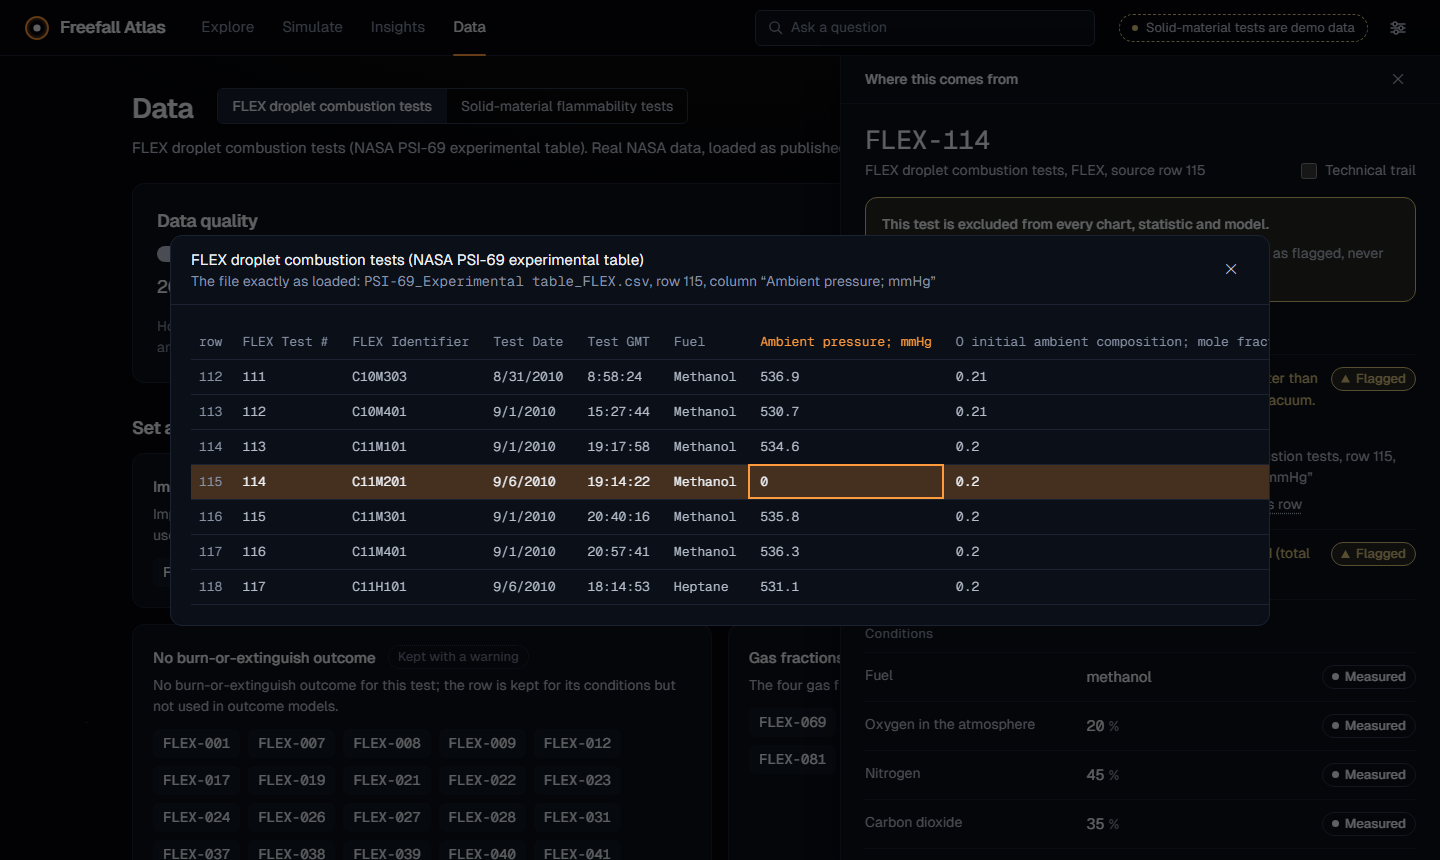 Freefall Atlas
Explore
Simulate
Insights
Data
Ask a question
Solid-material tests are demo data
Data
FLEX droplet combustion tests
Solid-material flammability tests
FLEX droplet combustion tests (NASA PSI-69 experimental table). Real NASA data, loaded as publishe
Data quality
Set a
No burn-or-extinguish outcome
Kept with a warning
No burn-or-extinguish outcome for this test; the row is kept for its conditions but
not used in outcome models.
FLEX-001 FLEX-007 FLEX-008 FLEX-009 FLEX-012
FLEX-017 FLEX-019 FLEX-021 FLEX-022 FLEX-023
FLEX-024 FLEX-026 FLEX-027 FLEX-028 FLEX-031
FLEX-037 FLEX-038 FLEX-039 FLEX-040 FLEX-041
Gas fractions
The four gas f
FLEX-069
FLEX-081
Where this comes from
FLEX-114
FLEX droplet combustion tests, FLEX, source row 115
Technical trail
This test is excluded from every chart, statistic and model.
as flagged, never
ter than
acuum.
Flagged
stion tests, row 115,
nmHg”
s row
d (total
Flagged
Conditions
Fuel methanol Measured
Oxygen in the atmosphere 20 % Measured
Nitrogen 45 % Measured
Carbon dioxide 35 % Measured
FLEX droplet combustion tests (NASA PSI-69 experimental table)
The file exactly as loaded: PSI-69_Experimental table_FLEX.csv, row 115, column “Ambient pressure; mmHg”
row FLEX Test # FLEX Identifier Test Date Test GMT Fuel Ambient pressure; mmHg O initial ambient composition; mole frac
112 111 C10M303 8/31/2010 8:58:24 Methanol 536.9 0.21
113 112 C10M401 9/1/2010 15:27:44 Methanol 530.7 0.21
114 113 C11M101 9/1/2010 19:17:58 Methanol 534.6 0.2
115 114 C11M201 9/6/2010 19:14:22 Methanol 0 0.2
116 115 C11M301 9/1/2010 20:40:16 Methanol 535.8 0.2
117 116 C11M401 9/1/2010 20:57:41 Methanol 536.3 0.2
118 117 C11H101 9/6/2010 18:14:53 Heptane 531.1 0.2